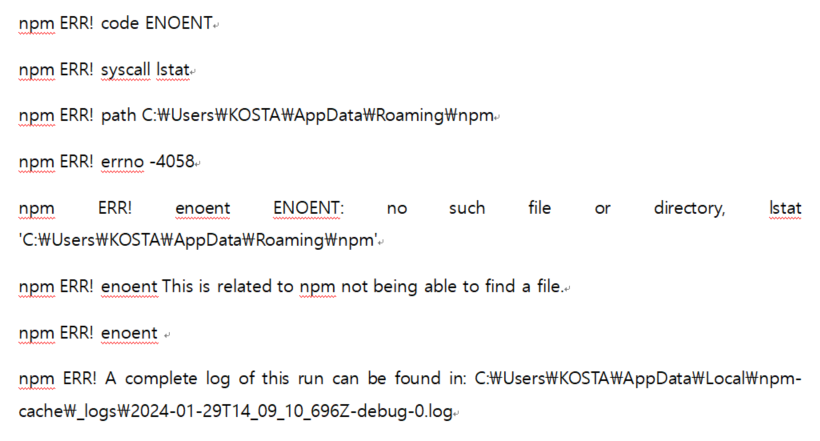 npm ERR! code ENOENT
npm ERR! syscall lstat
npm ERR! path C:₩Users₩KOSTA₩AppData₩Roaming₩npm
npm ERR! errno -4058
npm ERR! enoent ENOENT: no such file or directory, lstat
'C:₩Users₩KOSTA₩AppData₩Roaming₩npm'
npm ERR! enoent This is related to npm not being able to find a file.
npm ERR! enoent
npm ERR! A complete log of this run can be found in: C:₩Users₩KOSTA₩AppData₩Local₩npm-
cache₩_logs₩2024-01-29T14_09_10_696Z-debug-0.log